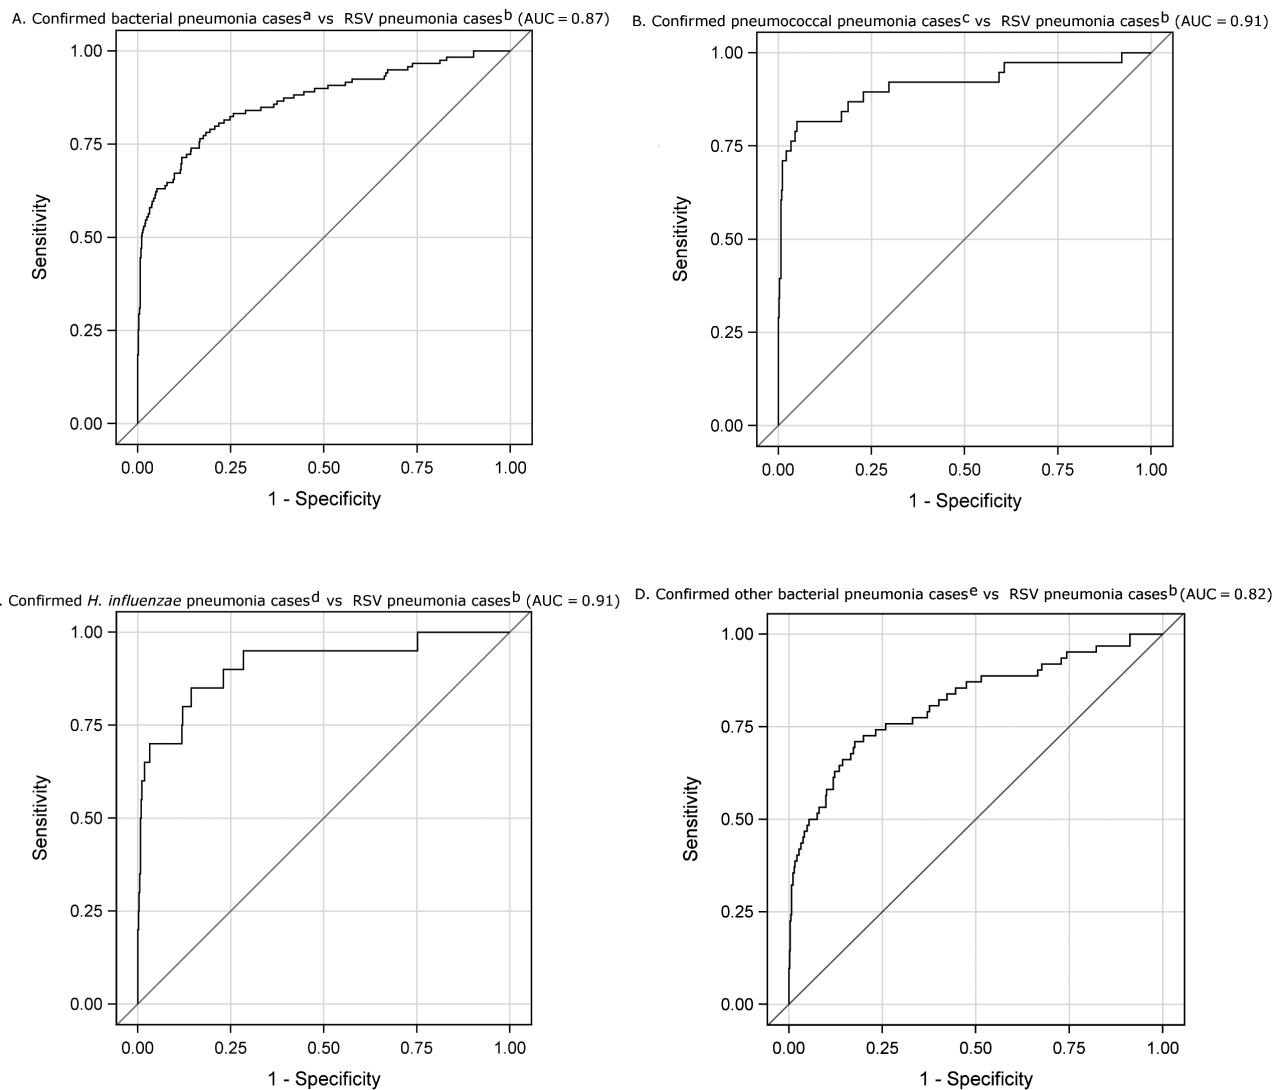 A. Confirmed bacterial pneumonia casesa vs RSV pneumonia casesb (AUC = 0.87)
1.00
0.75
0.50
0.25
0.00
Sensitivity
0.00 0.25 0.50 0.75 1.00
1 - Specificity
B. Confirmed pneumococcal pneumonia casesc vs RSV pneumonia casesb (AUC = 0.91)
1.00
0.75
0.50
0.25
0.00
Sensitivity
0.00 0.25 0.50 0.75 1.00
1 - Specificity
. Confirmed H. influenzae pneumonia casesd vs RSV pneumonia casesb (AUC = 0.91)
1.00
0.75
0.50
0.25
0.00
Sensitivity
0.00 0.25 0.50 0.75 1.00
1 - Specificity
D. Confirmed other bacterial pneumonia casese vs RSV pneumonia casesb (AUC = 0.82)
1.00
0.75
0.50
0.25
0.00
Sensitivity
0.00 0.25 0.50 0.75 1.00
1 - Specificity